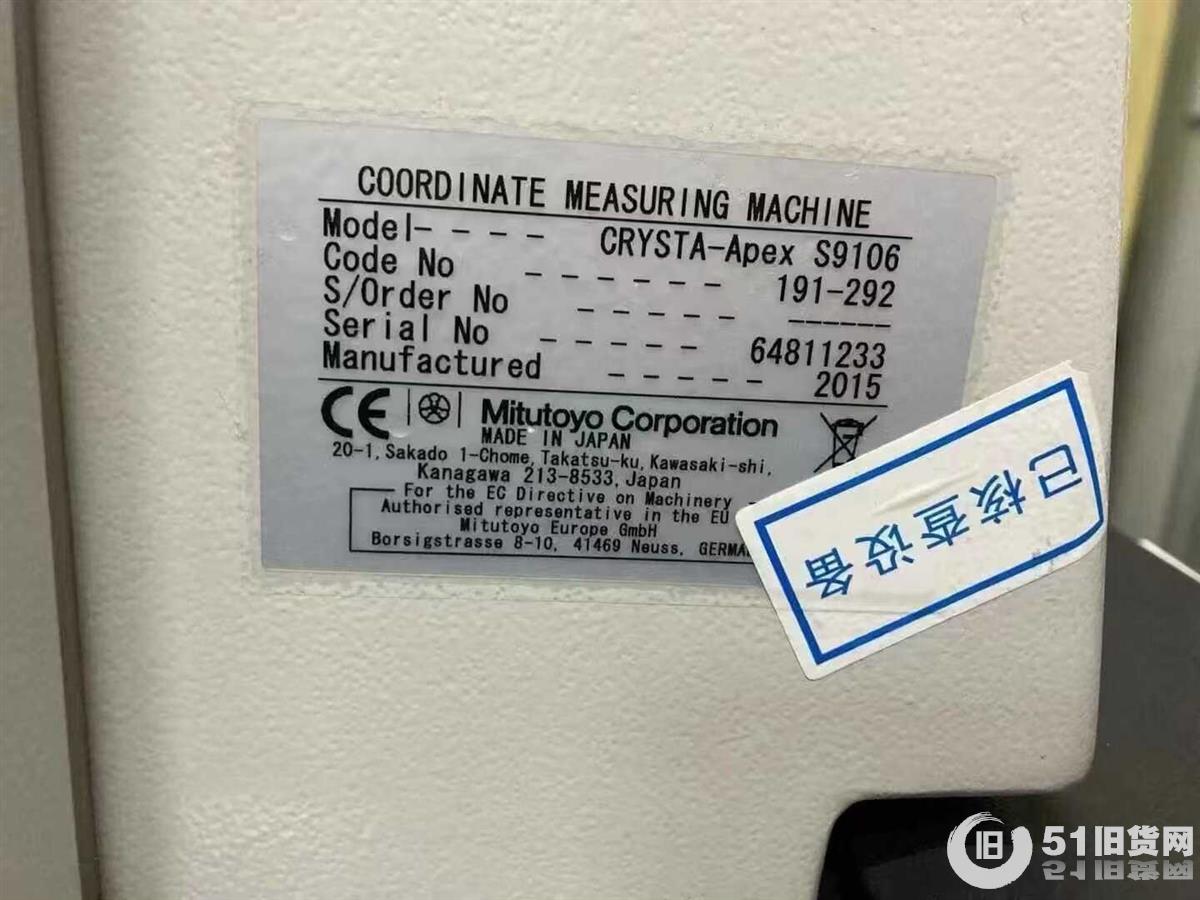 COORDINATE MEASURING MACHINE
Model- - - - - CRYSTA-Apex S9106
Code No - - - - - - 191-292
S/Order No - - - - - ------
Serial No - - - - - 64811233
Manufactured - - - - - 2015
CE Mitutoyo Corporation
MADE IN JAPAN
20-1, Sakado 1-Chome, Takatsu-ku, Kawasaki-shi,
Kanagawa 213-8533, Japan
For the EC Directive on Machinery
Authorised representative in the EU
Mitutoyo Europe GmbH
Borsigstrasse 8-10, 41469 Neuss, GERMA
已核查设备
旧 51旧货网